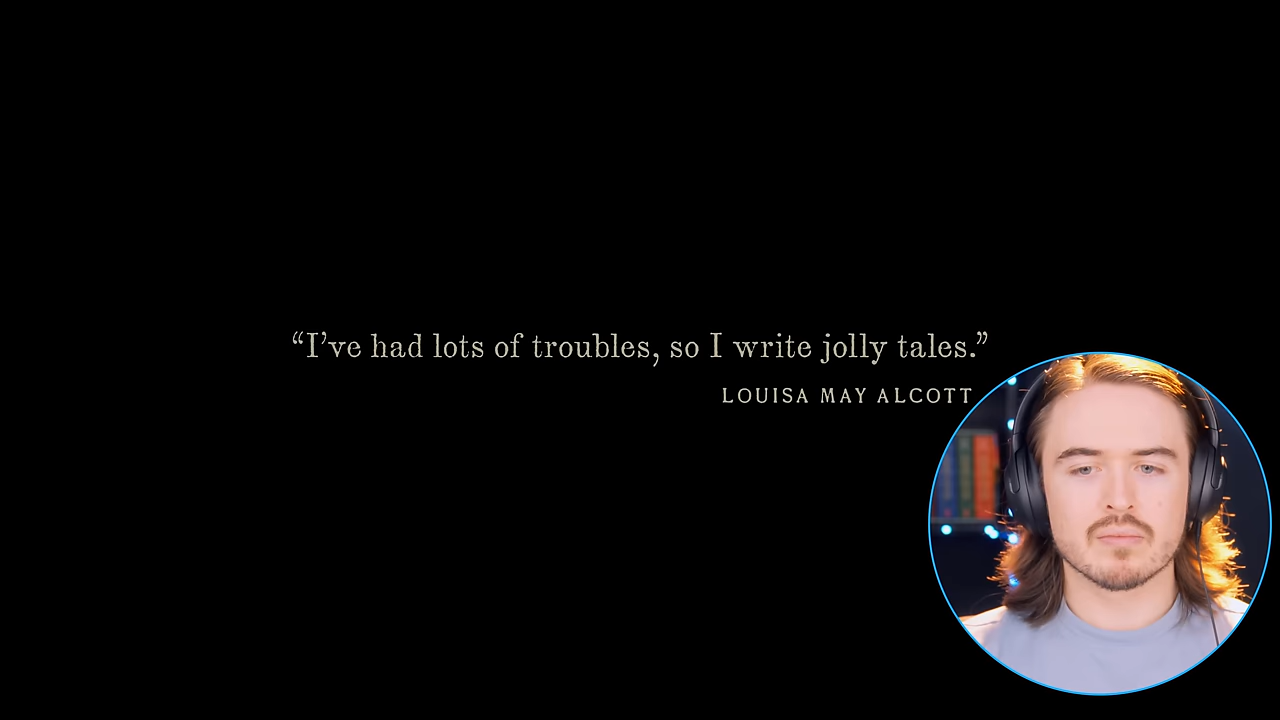 “I’ve had lots of troubles, so I write jolly tales.”
LOUISA MAY ALCOTT